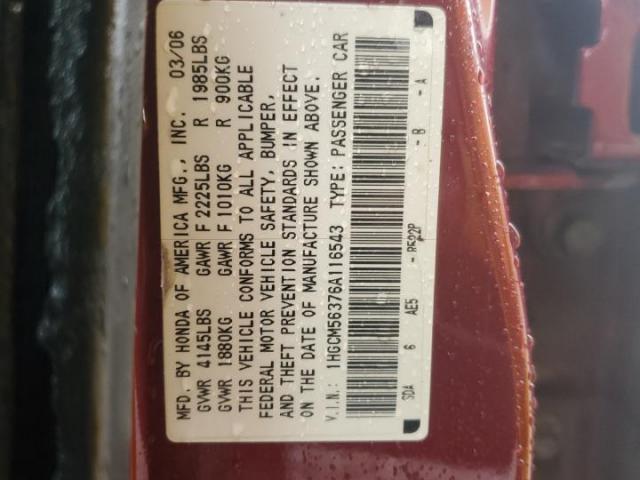 MFD. BY HONDA OF AMERICA MFG., INC. 03/06
GVWR 4145LBS GAWR F 2225LBS R 1985LBS
GVWR 1880KG GAWR F 1010KG R 900KG
THIS VEHICLE CONFORMS TO ALL APPLICABLE
FEDERAL MOTOR VEHICLE SAFETY, BUMPER,
AND THEFT PREVENTION STANDARDS IN EFFECT
ON THE DATE OF MANUFACTURE SHOWN ABOVE.
V.I.N.: 1HGCM56376A116543 TYPE: PASSENGER CAR
SDA 6 AE5 - R522P - B - A